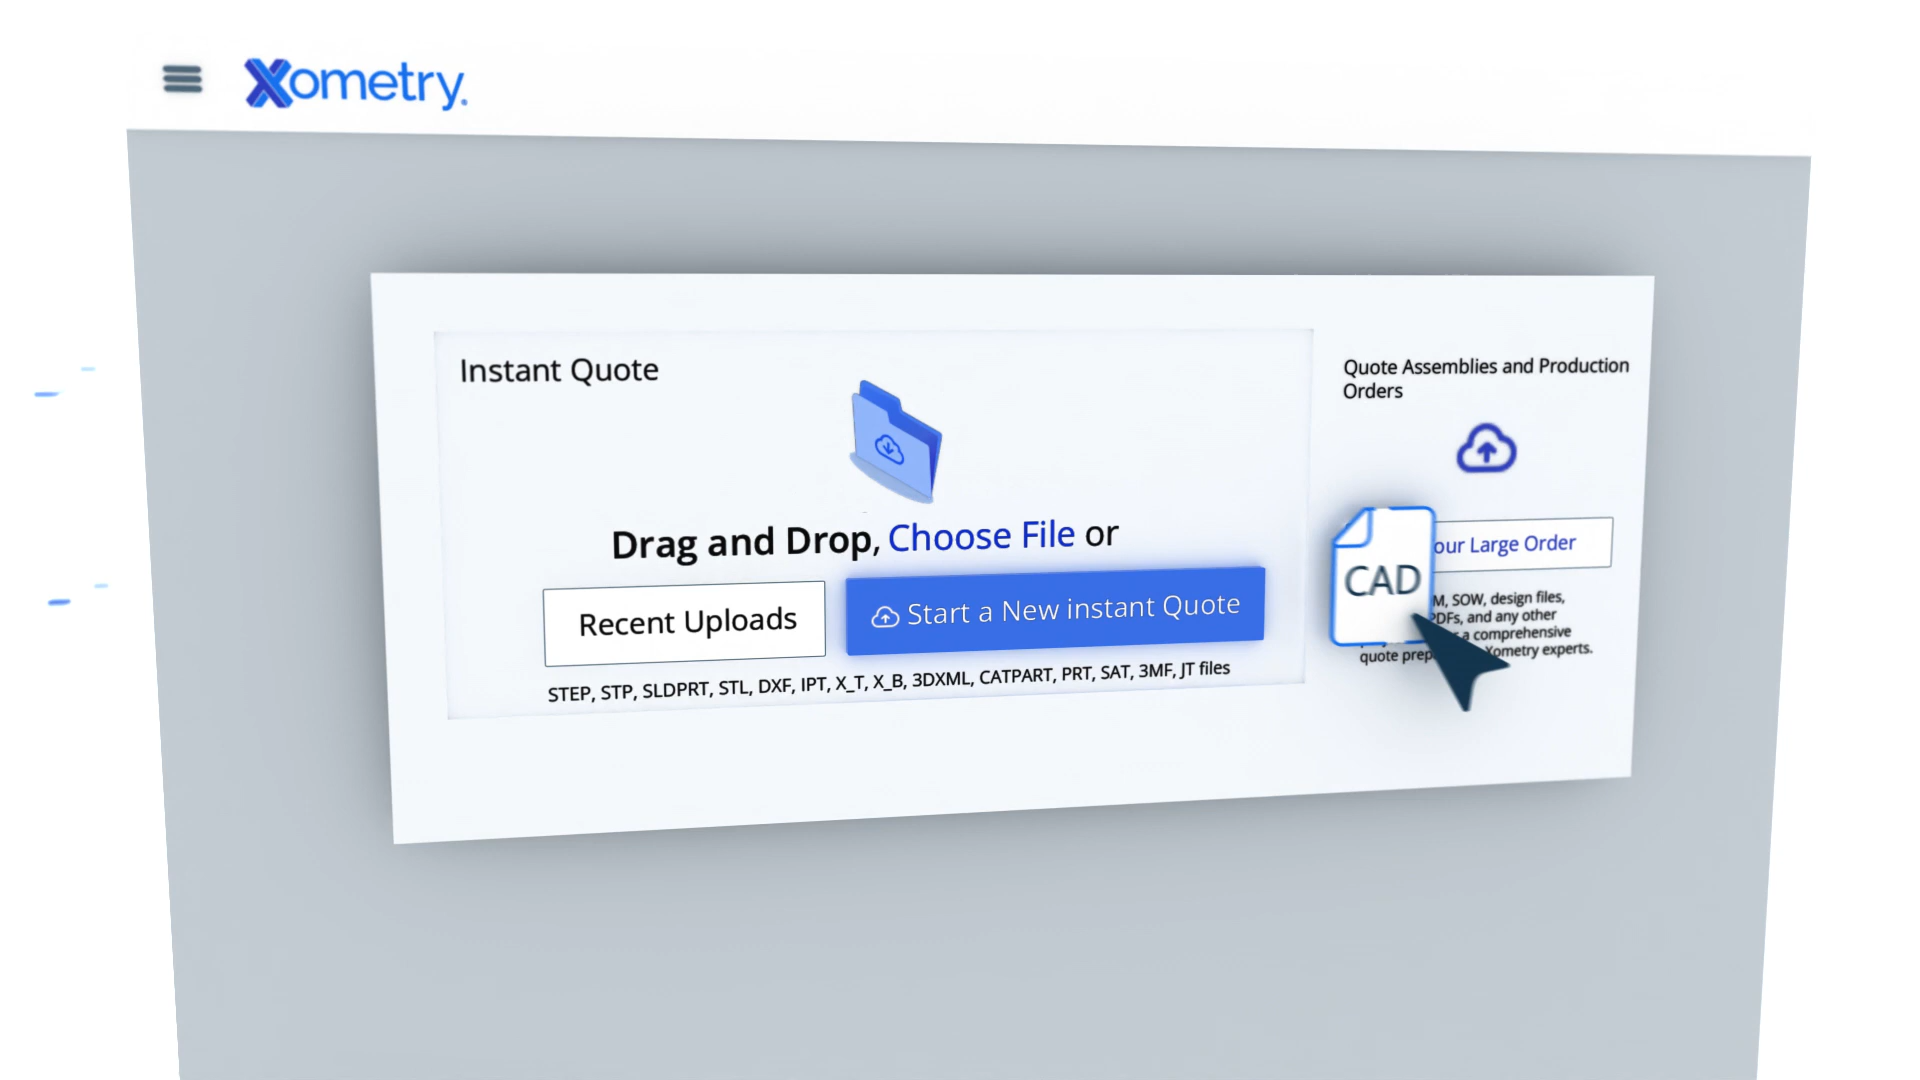 Xometry
Instant Quote
Drag and Drop, Choose File or
Recent Uploads
Start a New instant Quote
STEP, STP, SLDPRT, STL, DXF, IPT, X_T, X_B, 3DXML, CATPART, PRT, SAT, 3MF, JT files
Quote Assemblies and Production
Orders
Large Order
CAD
SOW, design files,
PDFs, and any other
a comprehensive
quote Xometry experts.